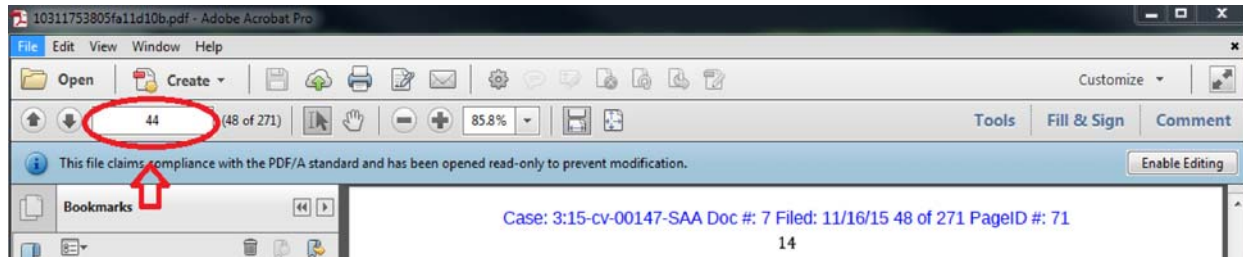 10311753805fa11d10b.pdf - Adobe Acrobat Pro
File Edit View Window Help
Open Create Customize
44 (48 of 271) 85.8% Tools Fill & Sign Comment
This file claims compliance with the PDF/A standard and has been opened read-only to prevent modification. Enable Editing
Bookmarks
Case: 3:15-cv-00147-SAA Doc #: 7 Filed: 11/16/15 48 of 271 PageID #: 71
14